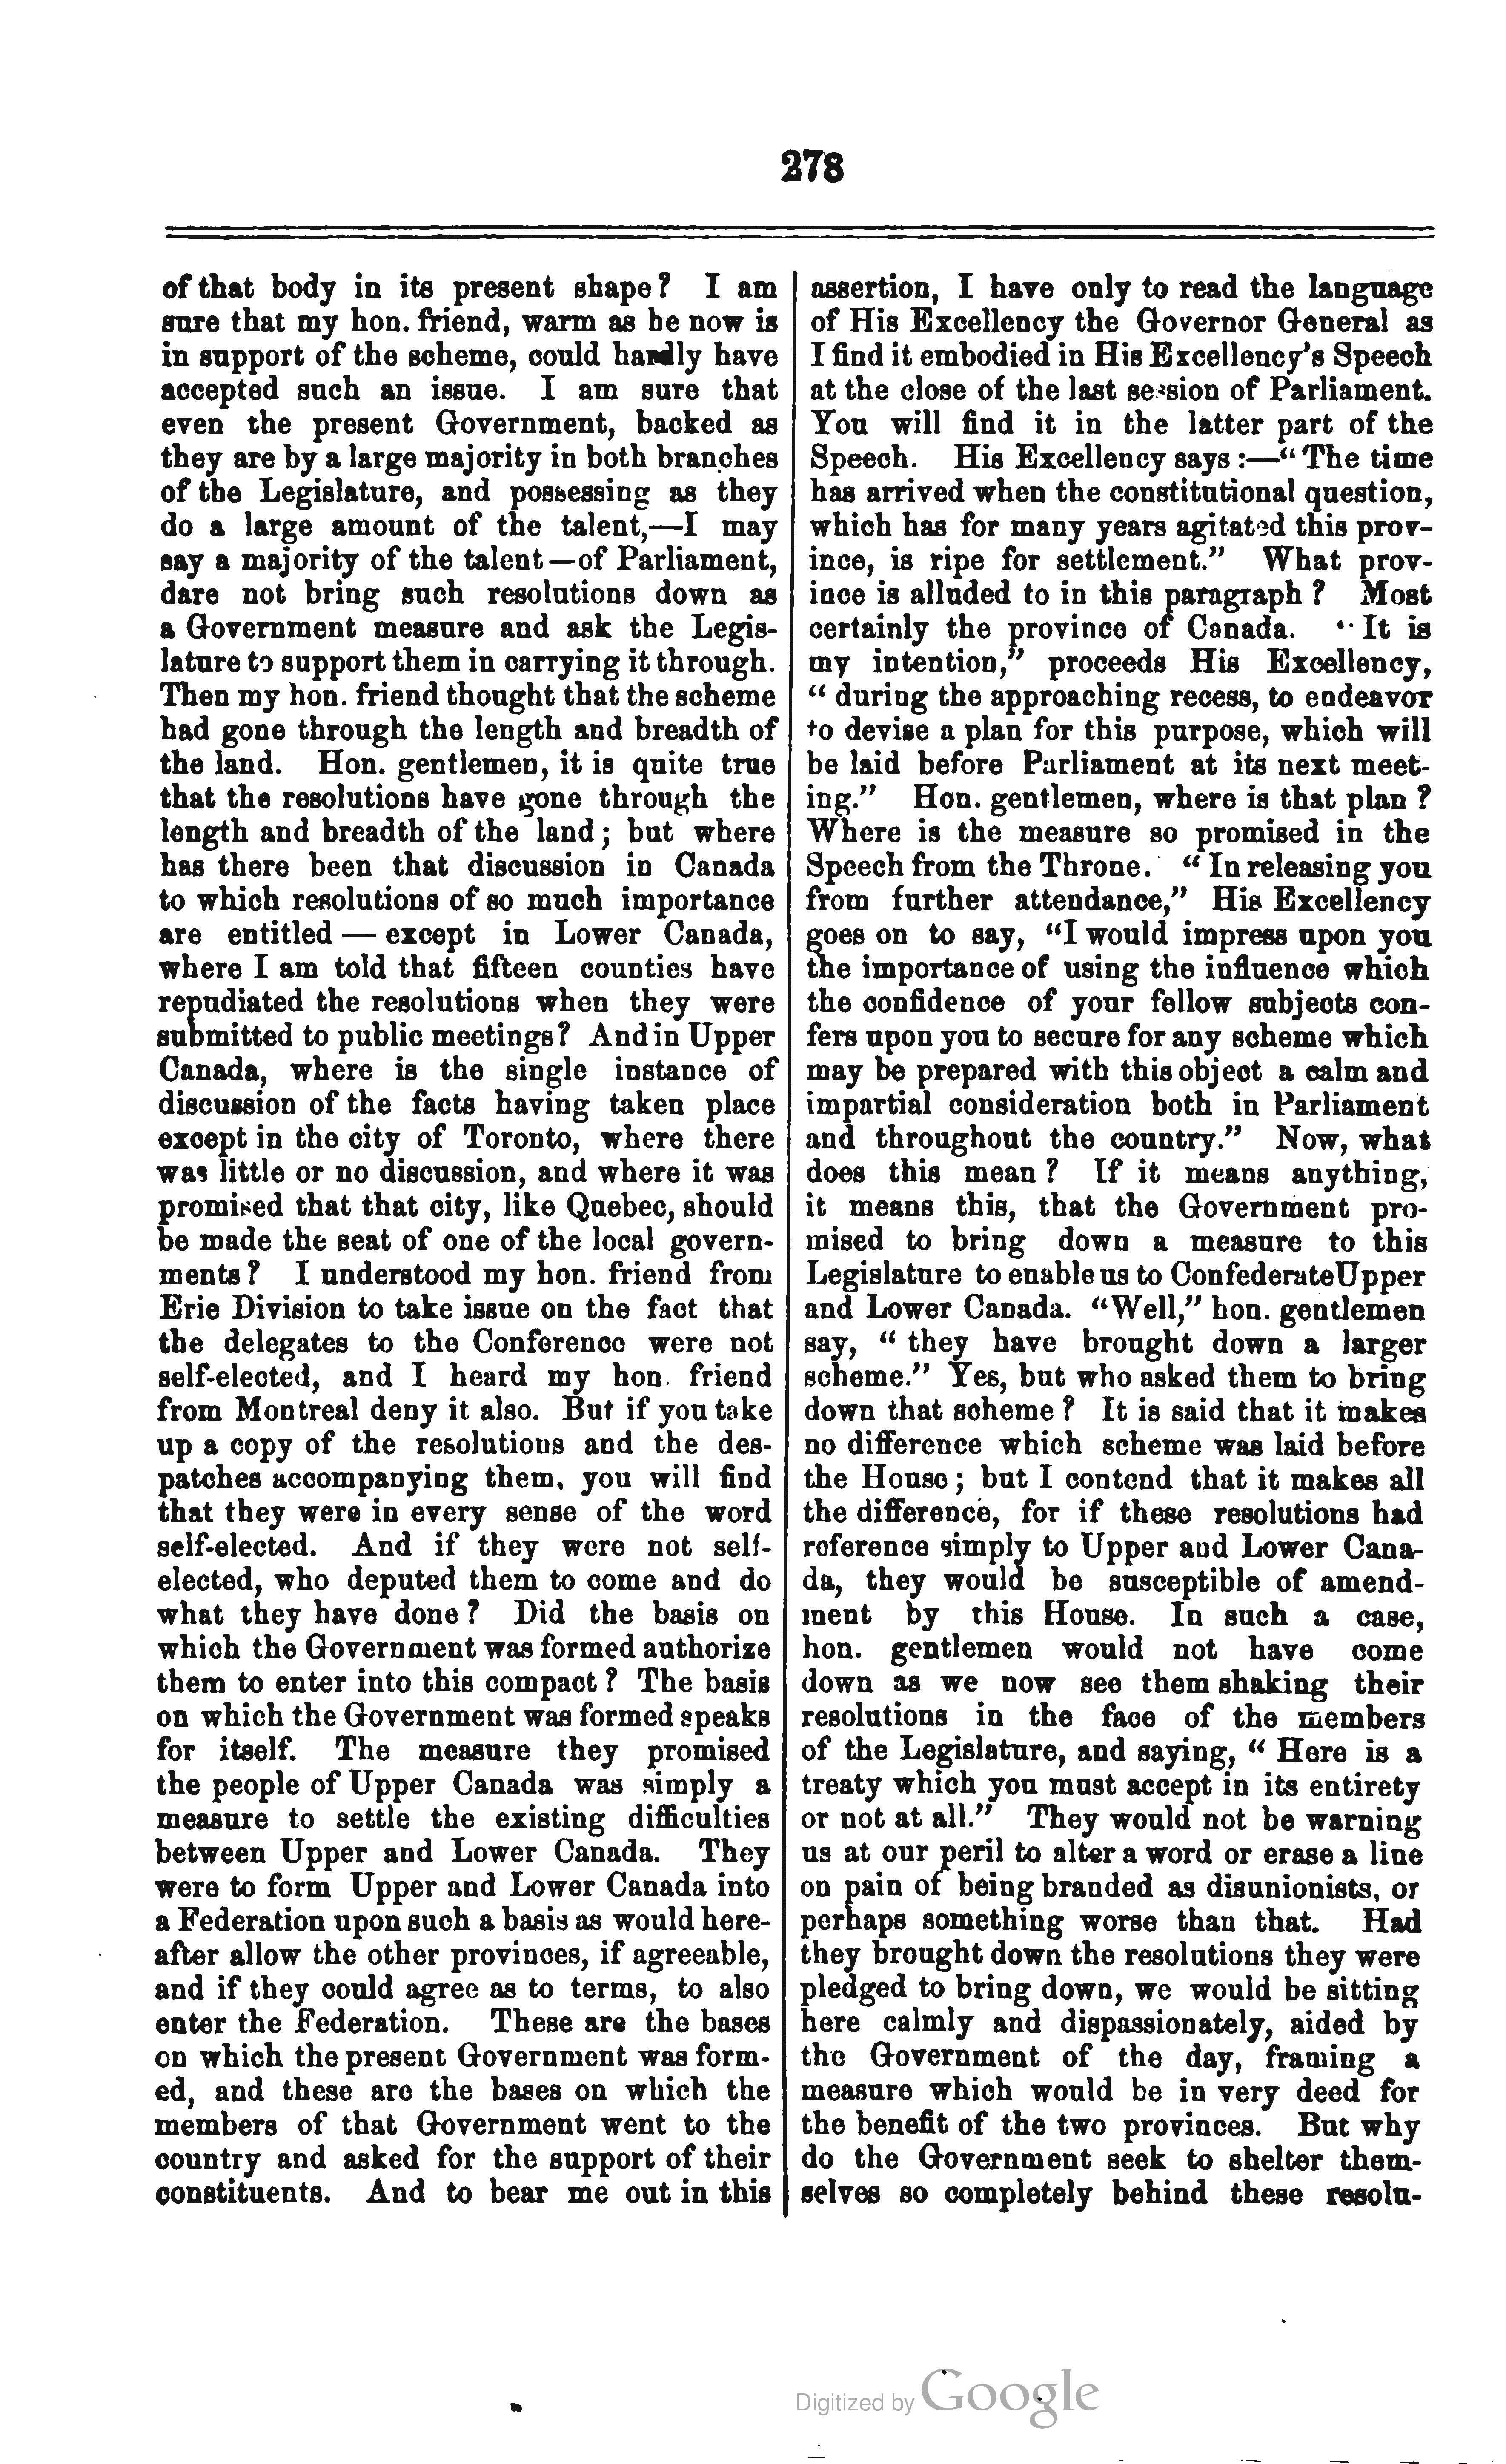 278
of that body in its present shape? I am
sure that my hon. friend, warm as he now is
in support of the scheme, could hardly have
accepted such an issue. I am sure that
even the present Government, backed as
they are by a large majority in both branches
of the Legislature, and possessing as they
do a large amount of the talent,—I may
say a majority of the talent—of Parliament,
dare not bring such resolutions down as
a Government measure and ask the Legis-
lature to support them in carrying it through.
Then my hon. friend thought that the scheme
had gone through the length and breadth of
the land. Hon. gentlemen, it is quite true
that the resolutions have gone through the
length and breadth of the land; but where
has there been that discussion in Canada
to which resolutions of so much importance
are entitled — except in Lower Canada,
where I am told that fifteen counties have
repudiated the resolutions when they were
submitted to public meetings? And in Upper
Canada, where is the single instance of
discussion of the facts having taken place
except in the city of Toronto, where there
was little or no discussion, and where it was
promised that that city, like Quebec, should
be made the seat of one of the local govern-
ments? I understood my hon. friend from
Erie Division to take issue on the fact that
the delegates to the Conference were not
self-elected, and I heard my hon. friend
from Montreal deny it also. But if you take
up a copy of the resolutions and the des-
patches accompanying them, you will find
that they were in every sense of the word
self-elected. And if they were not self-
elected, who deputed them to come and do
what they have done? Did the basis on
which the Government was formed authorize
them to enter into this compact? The basis
on which the Government was formed speaks
for itself. The measure they promised
the people of Upper Canada was simply a
measure to settle the existing difficulties
between Upper and Lower Canada. They
were to form Upper and Lower Canada into
a Federation upon such a basis as would here-
after allow the other provinces, if agreeable,
and if they could agree as to terms, to also
enter the Federation. These are the bases
on which the present Government was form-
ed, and these are the bases on which the
members of that Government went to the
country and asked for the support of their
constituents. And to bear me out in this
assertion, I have only to read the language
of His Excellency the Governor General as
I find it embodied in His Excellency's Speech
at the close of the last session of Parliament.
You will find it in the latter part of the
Speech. His Excellency says:—"The time
has arrived when the constitutional question,
which has for many years agitated this prov-
ince, is ripe for settlement." What prov-
ince is alluded to in this paragraph? Most
certainly the province of Canada. "It is
my intention," proceeds His Excellency,
"during the approaching recess, to endeavor
to devise a plan for this purpose, which will
be laid before Parliament at its next meet-
ing." Hon. gentlemen, where is that plan?
Where is the measure so promised in the
Speech from the Throne. "In releasing you
from further attendance," His Excellency
goes on to say, "I would impress upon you
the importance of using the influence which
the confidence of your fellow subjects con-
fers upon you to secure for any scheme which
may be prepared with this object a calm and
impartial consideration both in Parliament
and throughout the country." Now, what
does this mean? If it means anything,
it means this, that the Government pro-
mised to bring down a measure to this
Legislature to enable us to Confederate Upper
and Lower Canada. "Well," hon. gentlemen
say, "they have brought down a larger
scheme." Yes, but who asked them to bring
down that scheme? It is said that it makes
no difference which scheme was laid before
the House; but I contend that it makes all
the difference, for if these resolutions had
reference simply to Upper and Lower Cana-
da, they would be susceptible of amend-
ment by this House. In such a case,
hon. gentlemen would not have come
down as we now see them shaking their
resolutions in the face of the members
of the Legislature, and saying, "Here is a
treaty which you must accept in its entirety
or not at all." They would not be warning
us at our peril to alter a word or erase a line
on pain of being branded as disunionists, or
perhaps something worse than that. Had
they brought down the resolutions they were
pledged to bring down, we would be sitting
here calmly and dispassionately, aided by
the Government of the day, framing a
measure which would be in very deed for
the benefit of the two provinces. But why
do the Government seek to shelter them-
selves so completely behind these resolu-
Digitized by Google